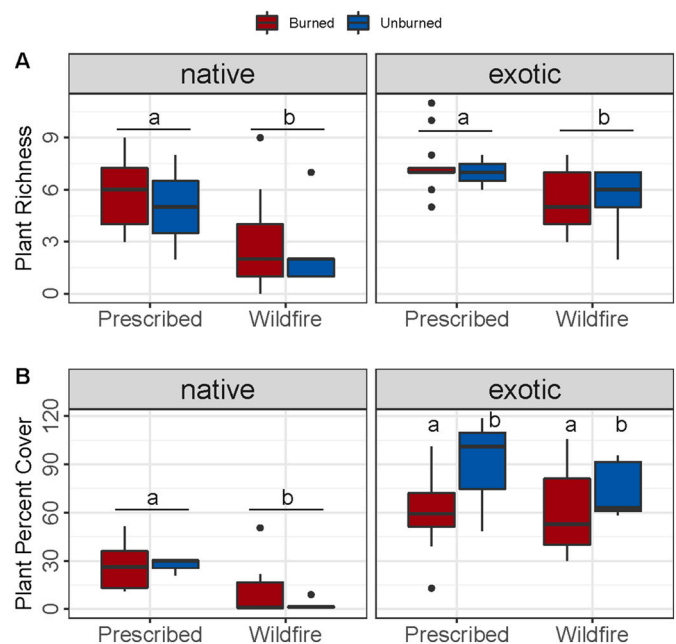 Burned Unburned
A
native exotic
a b a b
Plant Richness
9
6
3
0
Prescribed Wildfire Prescribed Wildfire
B
native exotic
a b a b a b
Plant Percent Cover
120
90
60
30
0
Prescribed Wildfire Prescribed Wildfire